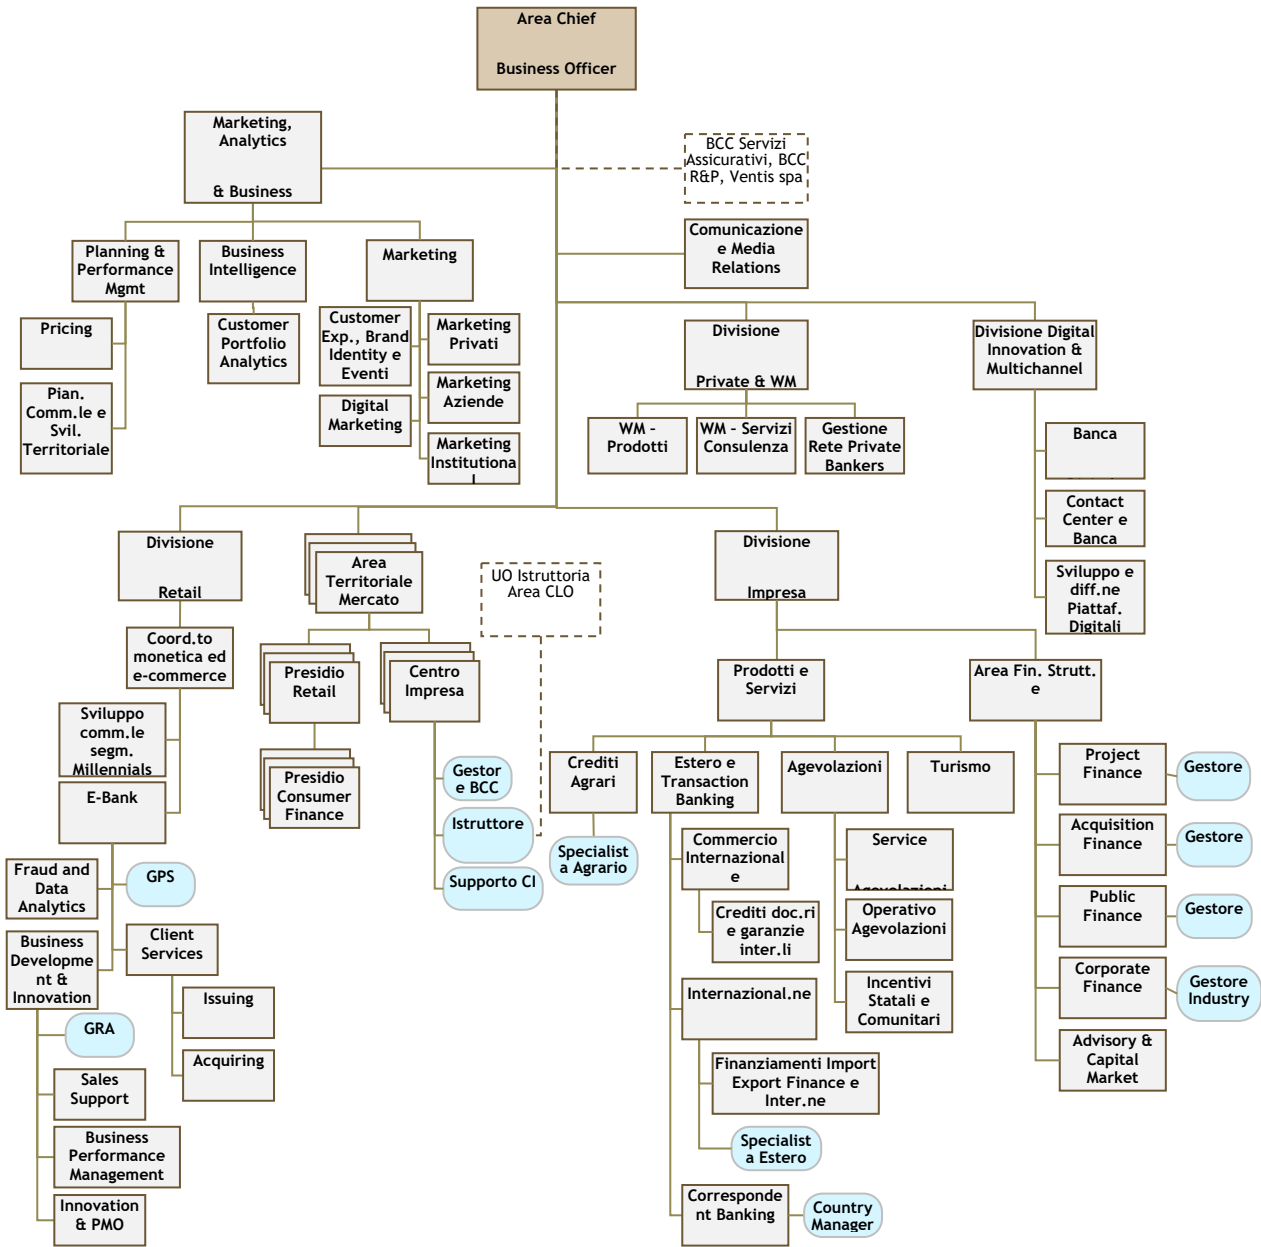 Area Chief
Business Officer
Marketing,
Analytics
& Business
BCC Servizi
Assicurativi, BCC
R&P, Ventis spa
Comunicazione
e Media
Relations
Planning &
Performance
Mgmt
Business
Intelligence
Marketing
Pricing
Pian.
Comm.le e
Svil.
Territoriale
Customer
Portfolio
Analytics
Customer
Exp., Brand
Identity e
Eventi
Digital
Marketing
Marketing
Privati
Marketing
Aziende
Marketing
Institutiona
l
Divisione
Private & WM
WM -
Prodotti
WM - Servizi
Consulenza
Gestione
Rete Private
Bankers
Divisione Digital
Innovation &
Multichannel
Banca
Contact
Center e
Banca
Sviluppo e
diff.ne
Piattaf.
Digitali
Divisione
Retail
Coord.to
monetica ed
e-commerce
Sviluppo
comm.le
segm.
Millennials
E-Bank
Fraud and
Data
Analytics
GPS
Business
Developme
nt &
Innovation
Client
Services
Issuing
Acquiring
GRA
Sales
Support
Business
Performance
Management
Innovation
& PMO
Area
Territoriale
Mercato
Presidio
Retail
Presidio
Consumer
Finance
Centro
Impresa
Gestor
e BCC
Istruttore
Supporto CI
UO Istruttoria
Area CLO
Divisione
Impresa
Prodotti e
Servizi
Crediti
Agrari
Specialist
a Agrario
Estero e
Transaction
Banking
Commercio
Internazional
e
Crediti doc.ri
e garanzie
inter.li
Internazional.ne
Finanziamenti Import
Export Finance e
Inter.ne
Specialist
a Estero
Corresponde
nt Banking
Country
Manager
Agevolazioni
Service
Agevolazioni
Operativo
Agevolazioni
Incentivi
Statali e
Comunitari
Turismo
Area Fin. Strutt.
e
Project
Finance
Gestore
Acquisition
Finance
Gestore
Public
Finance
Gestore
Corporate
Finance
Gestore
Industry
Advisory &
Capital
Market